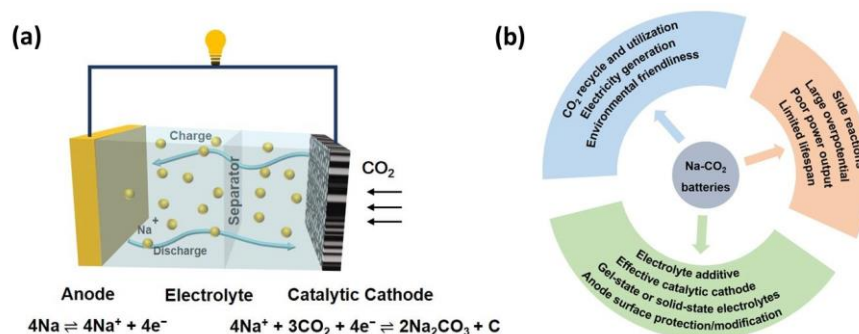 (a)
Charge
CO₂
Separator
Na⁺
Discharge
Anode Electrolyte Catalytic Cathode
4Na ⇌ 4Na⁺ + 4e⁻ 4Na⁺ + 3CO₂ + 4e⁻ ⇌ 2Na₂CO₃ + C
(b)
CO₂ recycle and utilization
Electricity generation
Environmental friendliness
Side reactions
Large overpotential
Poor power output
Limited lifespan
Na-CO₂
batteries
Electrolyte additive
Effective catalytic cathode
Gel-state or solid-state electrolytes
Anode surface protection/modification